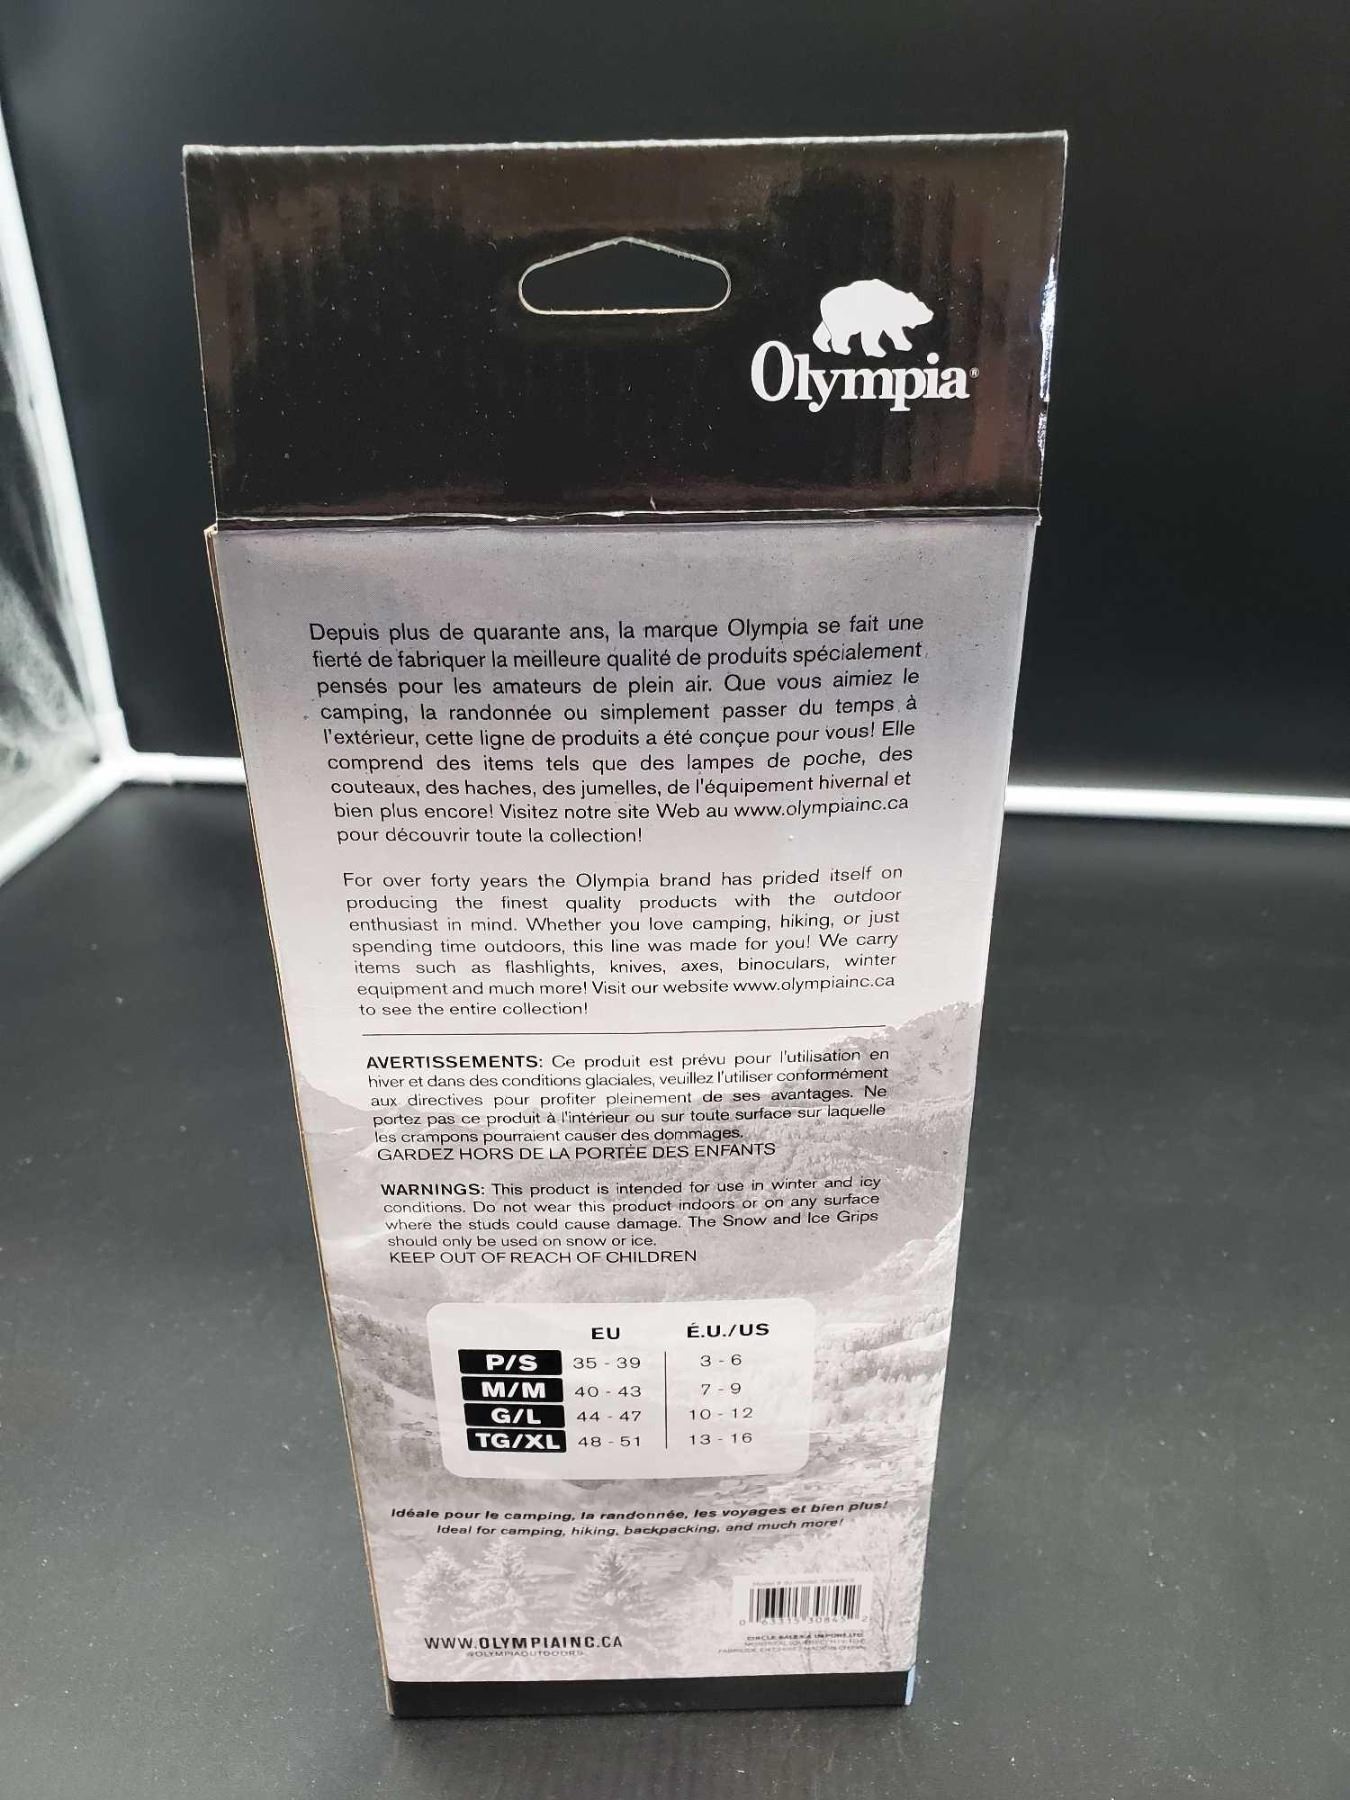 Olympia®
Depuis plus de quarante ans, la marque Olympia se fait une
fierté de fabriquer la meilleure qualité de produits spécialement
pensés pour les amateurs de plein air. Que vous aimiez le
camping, la randonnée ou simplement passer du temps à
l'extérieur, cette ligne de produits a été conçue pour vous! Elle
comprend des items tels que des lampes de poche, des
couteaux, des haches, des jumelles, de l'équipement hivernal et
bien plus encore! Visitez notre site Web au www.olympiainc.ca
pour découvrir toute la collection!
For over forty years the Olympia brand has prided itself on
producing the finest quality products with the outdoor
enthusiast in mind. Whether you love camping, hiking, or just
spending time outdoors, this line was made for you! We carry
items such as flashlights, knives, axes, binoculars, winter
equipment and much more! Visit our website www.olympiainc.ca
to see the entire collection!
AVERTISSEMENTS: Ce produit est prévu pour l'utilisation en
hiver et dans des conditions glaciales, veuillez l'utiliser conformément
aux directives pour profiter pleinement de ses avantages. Ne
portez pas ce produit à l'intérieur ou sur toute surface sur laquelle
les crampons pourraient causer des dommages.
GARDEZ HORS DE LA PORTÉE DES ENFANTS
WARNINGS: This product is intended for use in winter and icy
conditions. Do not wear this product indoors or on any surface
where the studs could cause damage. The Snow and Ice Grips
should only be used on snow or ice.
KEEP OUT OF REACH OF CHILDREN
EU É.U./US
P/S 35 - 39 3 - 6
M/M 40 - 43 7 - 9
G/L 44 - 47 10 - 12
TG/XL 48 - 51 13 - 16
Idéale pour le camping, la randonnée, les voyages et bien plus!
Ideal for camping, hiking, backpacking, and much more!
0 63315 30845 2
WWW.OLYMPIAINC.CA
@OLYMPIAOUTDOORS